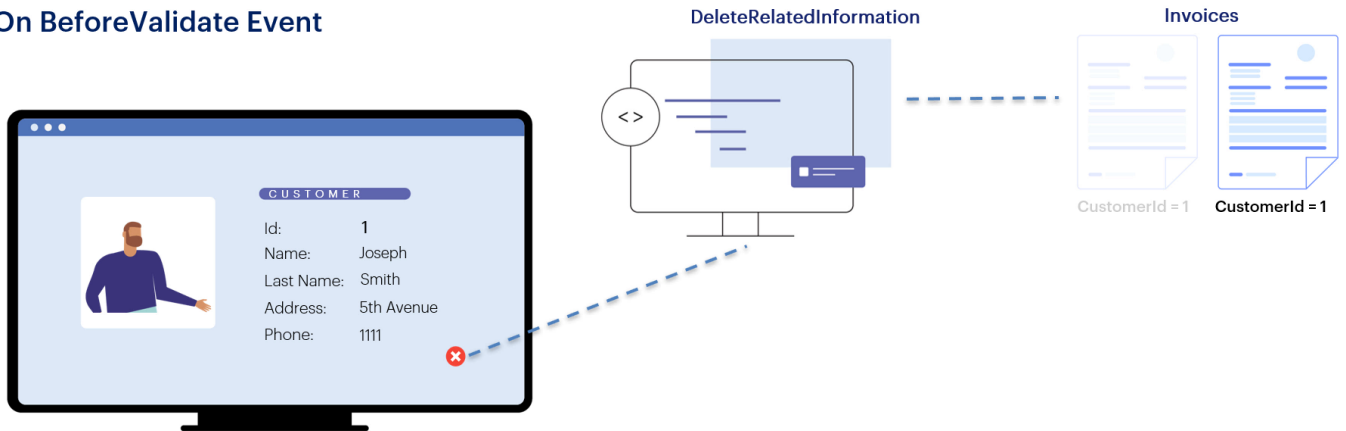 On BeforeValidate Event
DeleteRelatedInformation
Invoices
< >
CUSTOMER
Id: 1
Name: Joseph
Last Name: Smith
Address: 5th Avenue
Phone: 1111
CustomerId = 1
CustomerId = 1